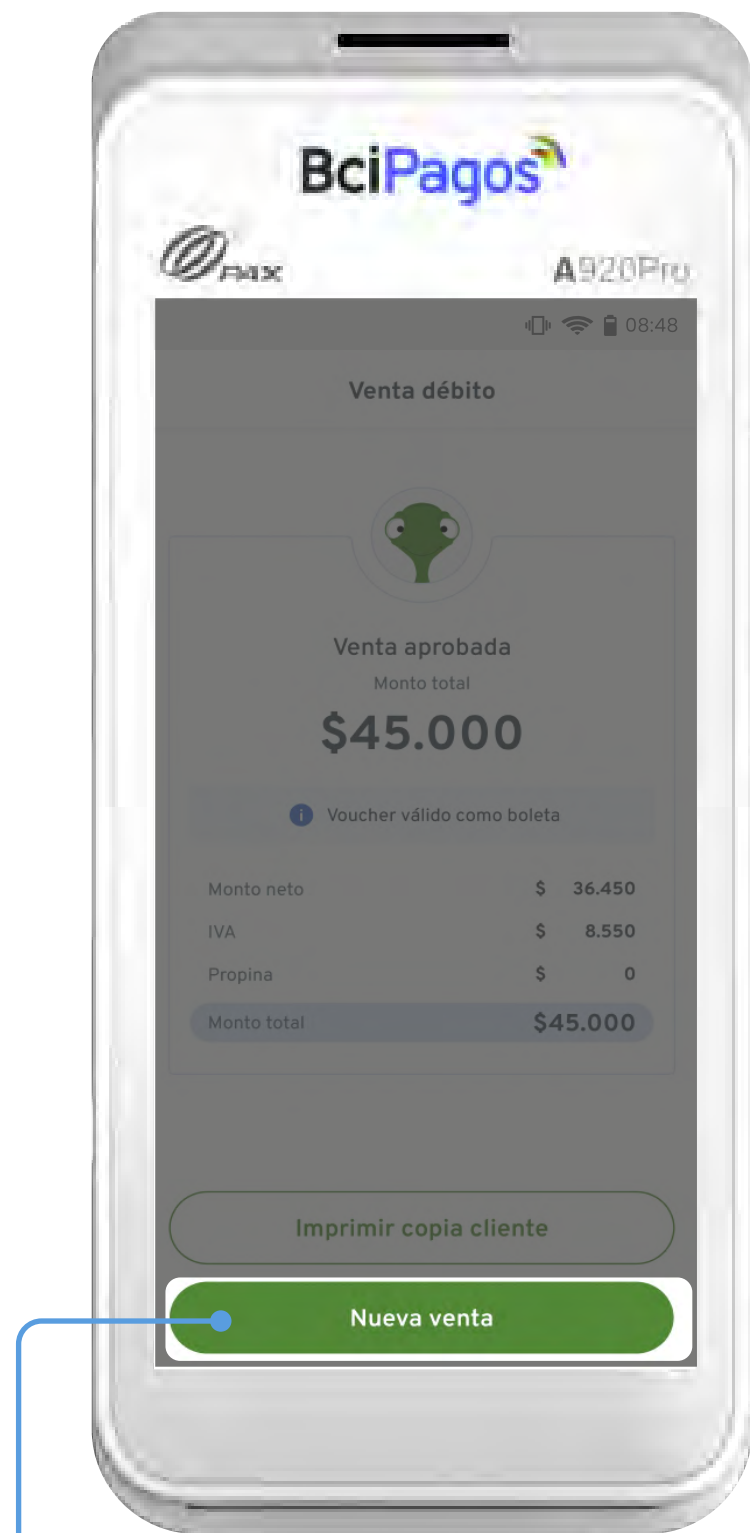 BciPagos
PAX
A920Pro
08:48
Venta débito
Venta aprobada
Monto total
$45.000
i Voucher válido como boleta
Monto neto $ 36.450
IVA $ 8.550
Propina $ 0
Monto total $45.000
Imprimir copia cliente
Nueva venta